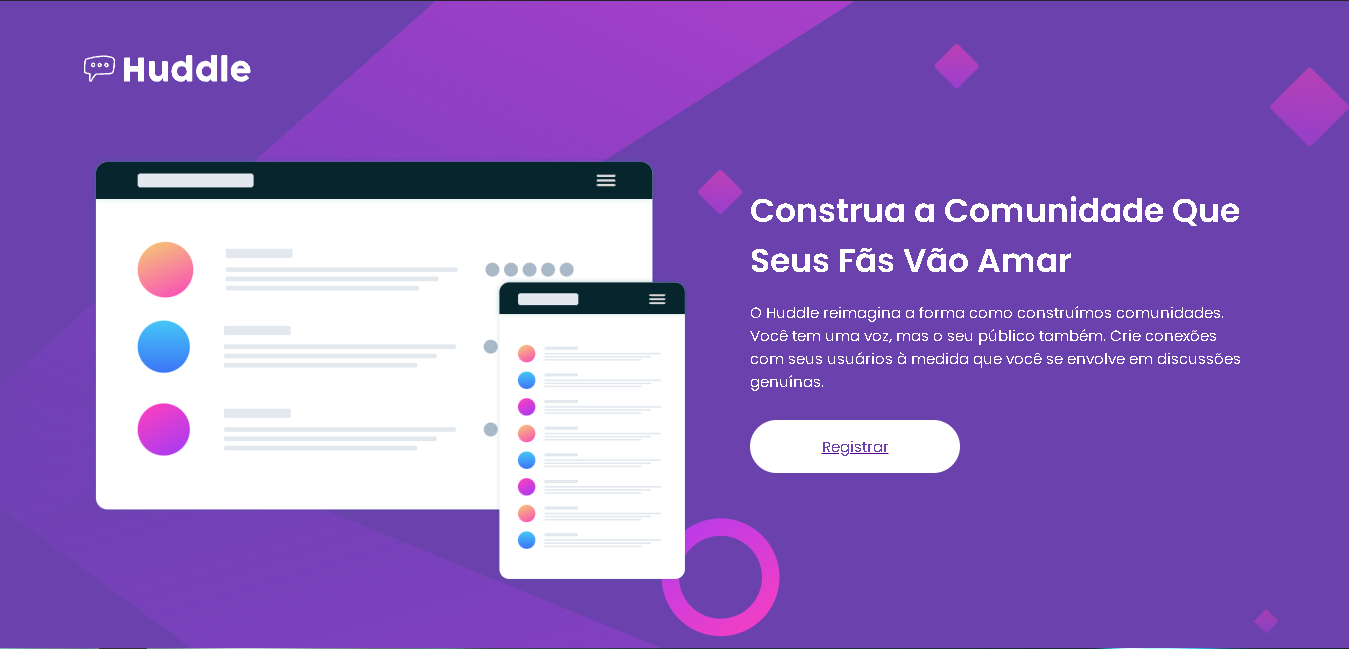 Huddle
Construa a Comunidade Que
Seus Fãs Vão Amar
O Huddle reimagina a forma como construímos comunidades.
Você tem uma voz, mas o seu público também. Crie conexões
com seus usuários à medida que você se envolve em discussões
genuínas.
Registrar